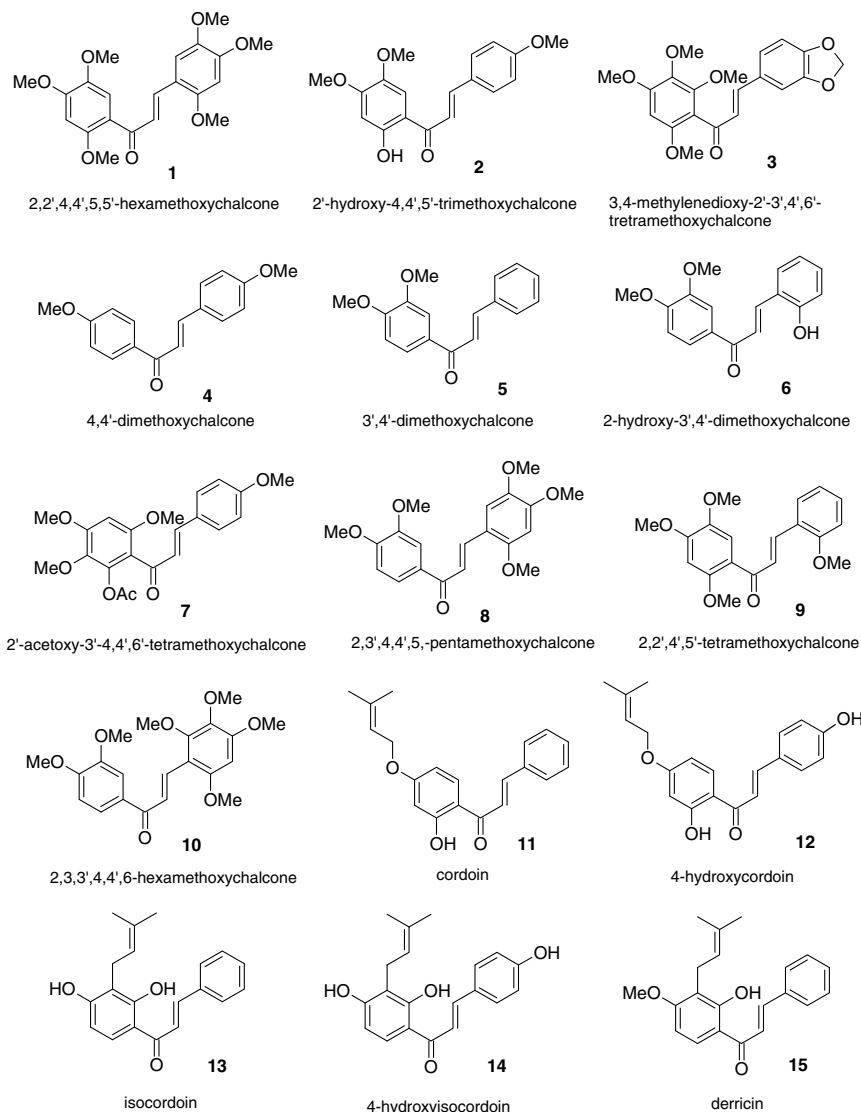 OMe
OMe
MeO
OMe
OMe
OMe
O
1
2,2',4,4',5,5'-hexamethoxychalcone
OMe
OMe
MeO
OH
O
2
2'-hydroxy-4,4',5'-trimethoxychalcone
OMe
MeO
OMe
O
O
OMe
O
3
3,4-methylenedioxy-2'-3',4',6'-
tretramethoxychalcone
OMe
MeO
O
4
4,4'-dimethoxychalcone
OMe
MeO
O
5
3',4'-dimethoxychalcone
OMe
MeO
OH
O
6
2-hydroxy-3',4'-dimethoxychalcone
OMe
MeO
OMe
MeO
OAc
O
7
2'-acetoxy-3'-4,4',6'-tetramethoxychalcone
OMe
OMe
OMe
MeO
OMe
O
8
2,3',4,4',5,-pentamethoxychalcone
OMe
MeO
OMe
OMe
O
9
2,2',4',5'-tetramethoxychalcone
OMe
OMe
MeO
OMe
MeO
OMe
O
10
2,3,3',4,4',6-hexamethoxychalcone
O
OH
O
11
cordoin
OH
O
OH
O
12
4-hydroxycordoin
HO
OH
O
13
isocordoin
OH
HO
OH
O
14
4-hydroxyisocordoin
MeO
OH
O
15
derricin